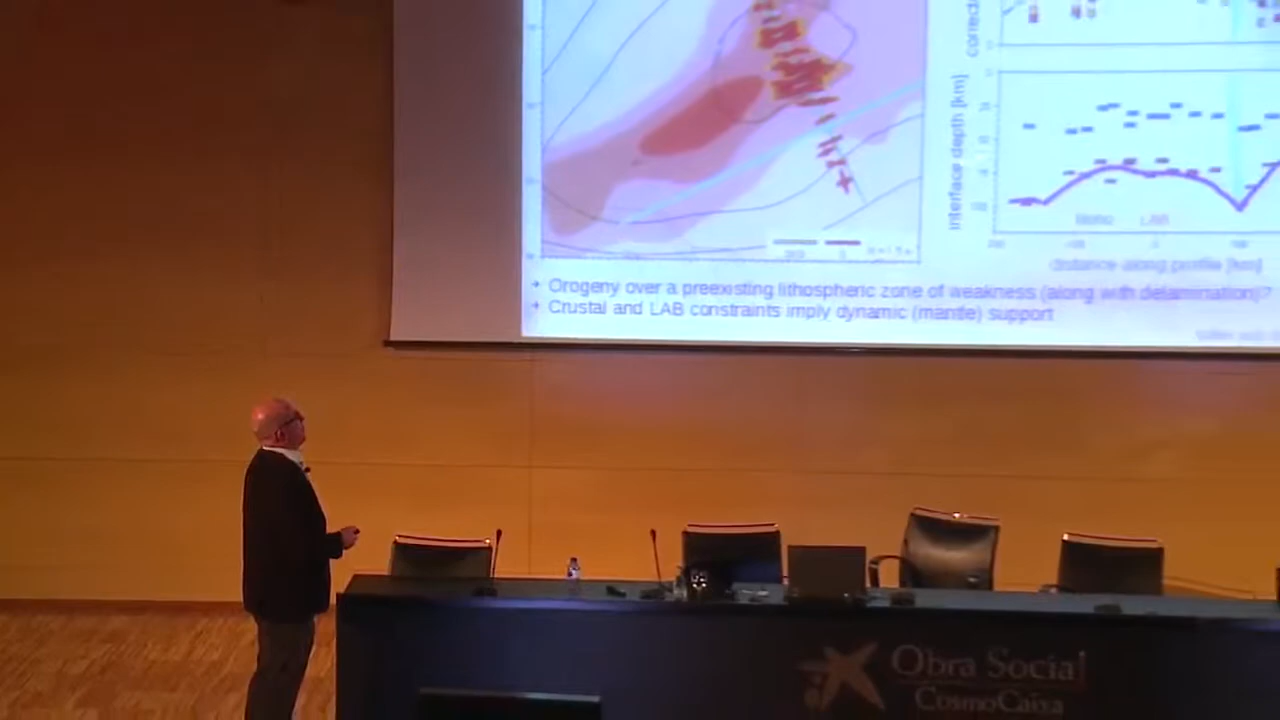 interface depth [km]
Moho LAB
distance along profile [km]
+ Orogeny over a preexisting lithospheric zone of weakness (along with delamination)?
+ Crustal and LAB constraints imply dynamic (mantle) support
Obra Social
CosmoCaixa